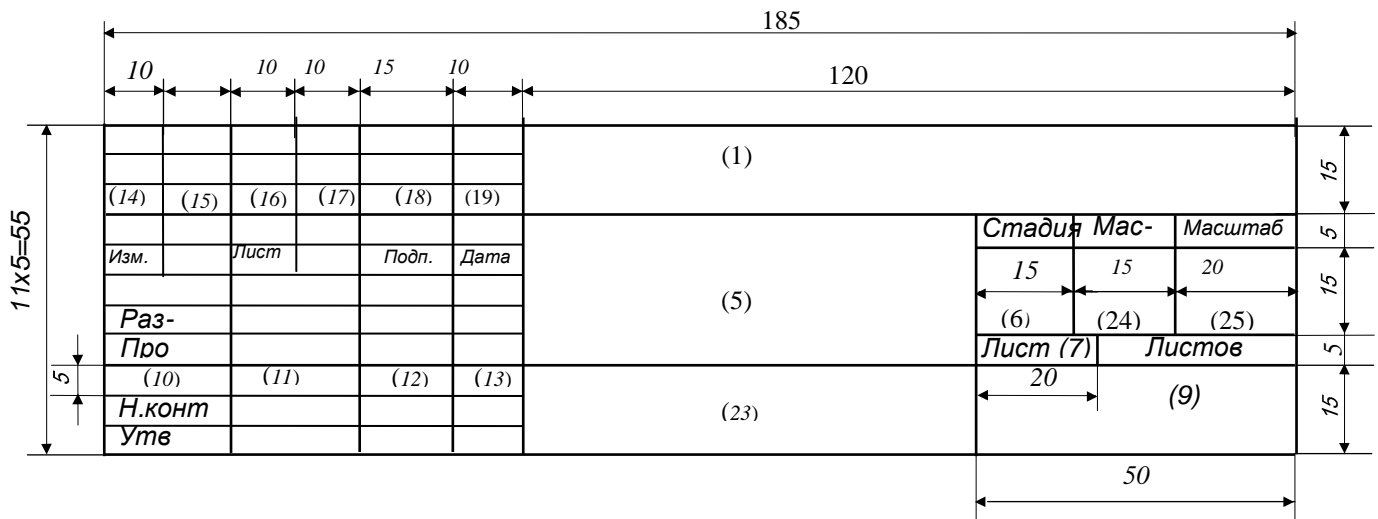 185
10 10 10 15 10 120
(1)
15
(14) (15) (16) (17) (18) (19)
11х5=55
Стадия Мас- Масштаб
5
Изм. Лист Подп. Дата
15 15 20
15
(5)
Раз-
(6) (24) (25)
Про
Лист (7) Листов
5
5
(10) (11) (12) (13)
20
(9)
Н.конт
(23)
15
Утв
50